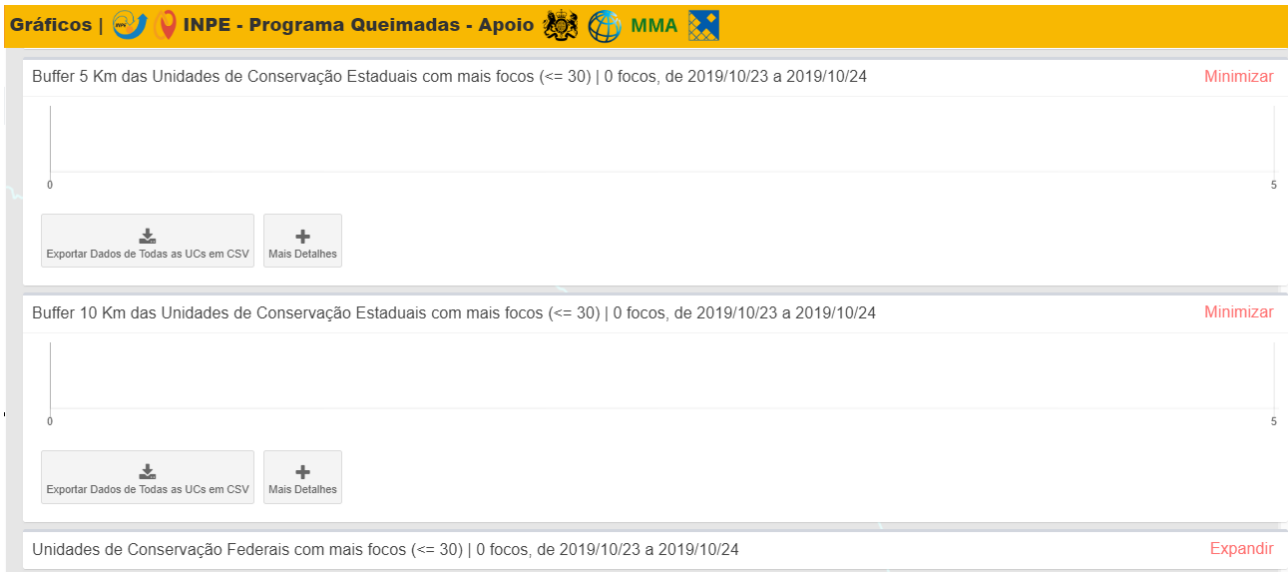 Gráficos | INPE - Programa Queimadas - Apoio MMA
Buffer 5 Km das Unidades de Conservação Estaduais com mais focos (<= 30) | 0 focos, de 2019/10/23 a 2019/10/24 Minimizar
0 5
Exportar Dados de Todas as UCs em CSV Mais Detalhes
Buffer 10 Km das Unidades de Conservação Estaduais com mais focos (<= 30) | 0 focos, de 2019/10/23 a 2019/10/24 Minimizar
0 5
Exportar Dados de Todas as UCs em CSV Mais Detalhes
Unidades de Conservação Federais com mais focos (<= 30) | 0 focos, de 2019/10/23 a 2019/10/24 Expandir